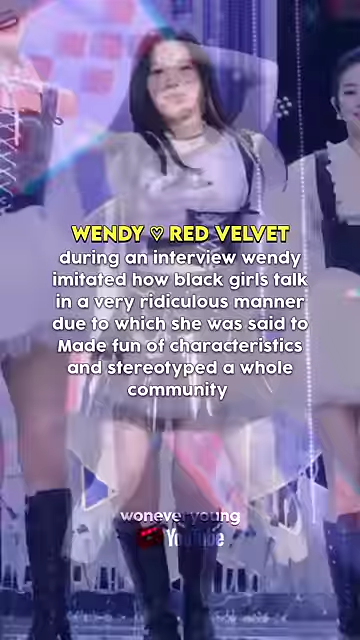 WENDY ♡ RED VELVET
during an interview wendy
imitated how black girls talk
in a very ridiculous manner
due to which she was said to
Made fun of characteristics
and stereotyped a whole
community
woneveryoung
YouTube